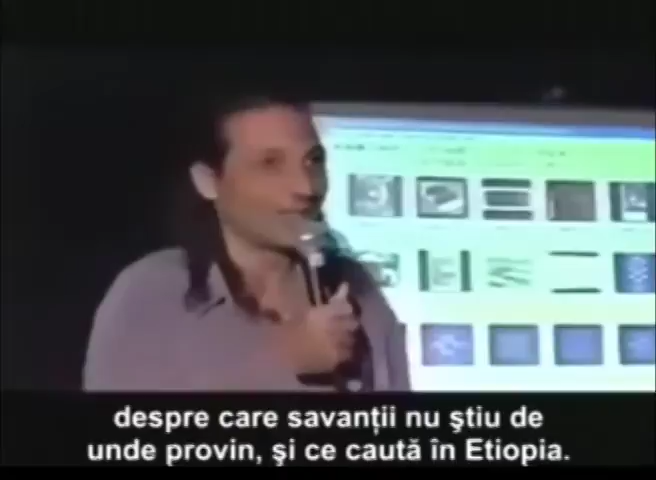 despre care savanţii nu ştiu de
unde provin, şi ce caută în Etiopia.